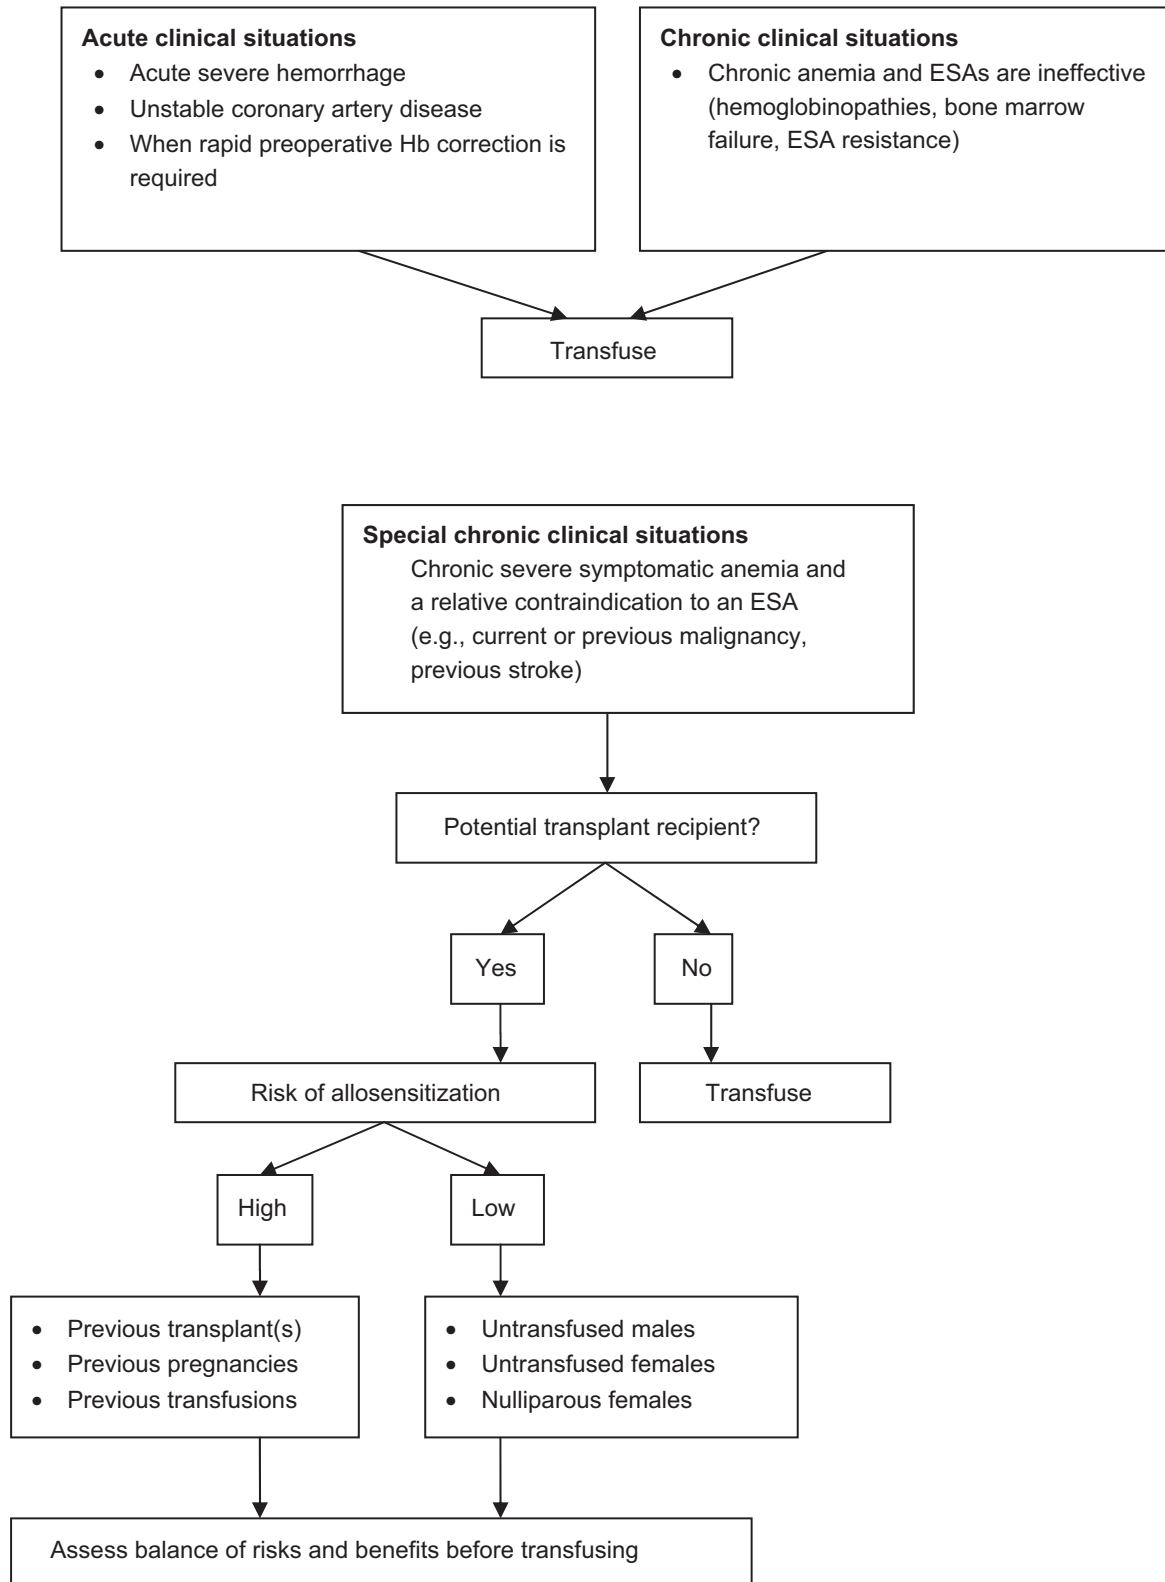 Acute clinical situations
• Acute severe hemorrhage
• Unstable coronary artery disease
• When rapid preoperative Hb correction is
required
Chronic clinical situations
• Chronic anemia and ESAs are ineffective
(hemoglobinopathies, bone marrow
failure, ESA resistance)
Transfuse
Special chronic clinical situations
Chronic severe symptomatic anemia and
a relative contraindication to an ESA
(e.g., current or previous malignancy,
previous stroke)
Potential transplant recipient?
Yes
No
Risk of allosensitization
Transfuse
High
Low
• Previous transplant(s)
• Previous pregnancies
• Previous transfusions
• Untransfused males
• Untransfused females
• Nulliparous females
Assess balance of risks and benefits before transfusing